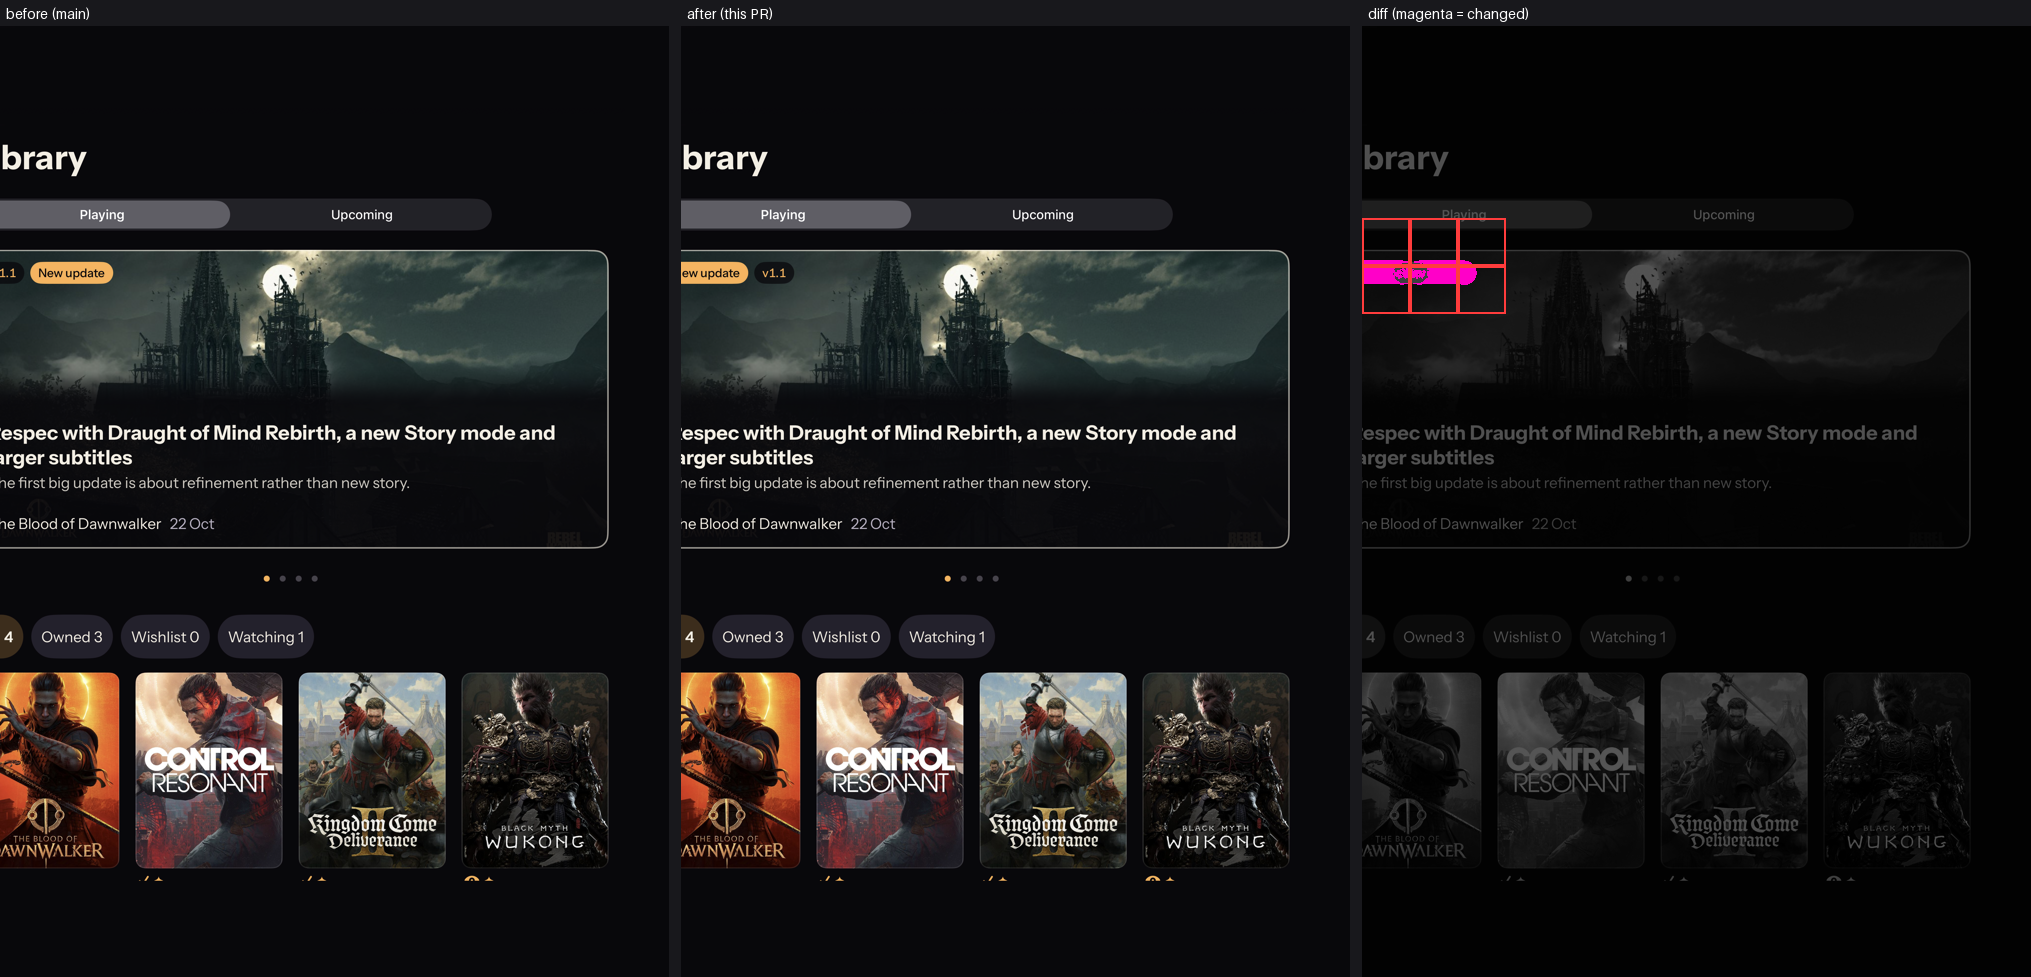 before (main)
after (this PR)
diff (magenta = changed)
brary
Playing
Upcoming
1.1
New update
Respec with Draught of Mind Rebirth, a new Story mode and
arger subtitles
he first big update is about refinement rather than new story.
he Blood of Dawnwalker 22 Oct
4
Owned 3
Wishlist 0
Watching 1
THE BLOOD OF
AWNWALKER
CONTROL
RESONANT
Kingdom Come
Deliverance
II
BLACK MYTH
WUKONG
brary
Playing
Upcoming
ew update
v1.1
Respec with Draught of Mind Rebirth, a new Story mode and
arger subtitles
he first big update is about refinement rather than new story.
he Blood of Dawnwalker 22 Oct
4
Owned 3
Wishlist 0
Watching 1
THE BLOOD OF
AWNWALKER
CONTROL
RESONANT
Kingdom Come
Deliverance
II
BLACK MYTH
WUKONG
brary
Playing
Upcoming
Respec with Draught of Mind Rebirth, a new Story mode and
arger subtitles
he first big update is about refinement rather than new story.
he Blood of Dawnwalker 22 Oct
4
Owned 3
Wishlist 0
Watching 1
THE BLOOD OF
AWNWALKER
CONTROL
RESONANT
Kingdom Come
Deliverance
II
BLACK MYTH
WUKONG